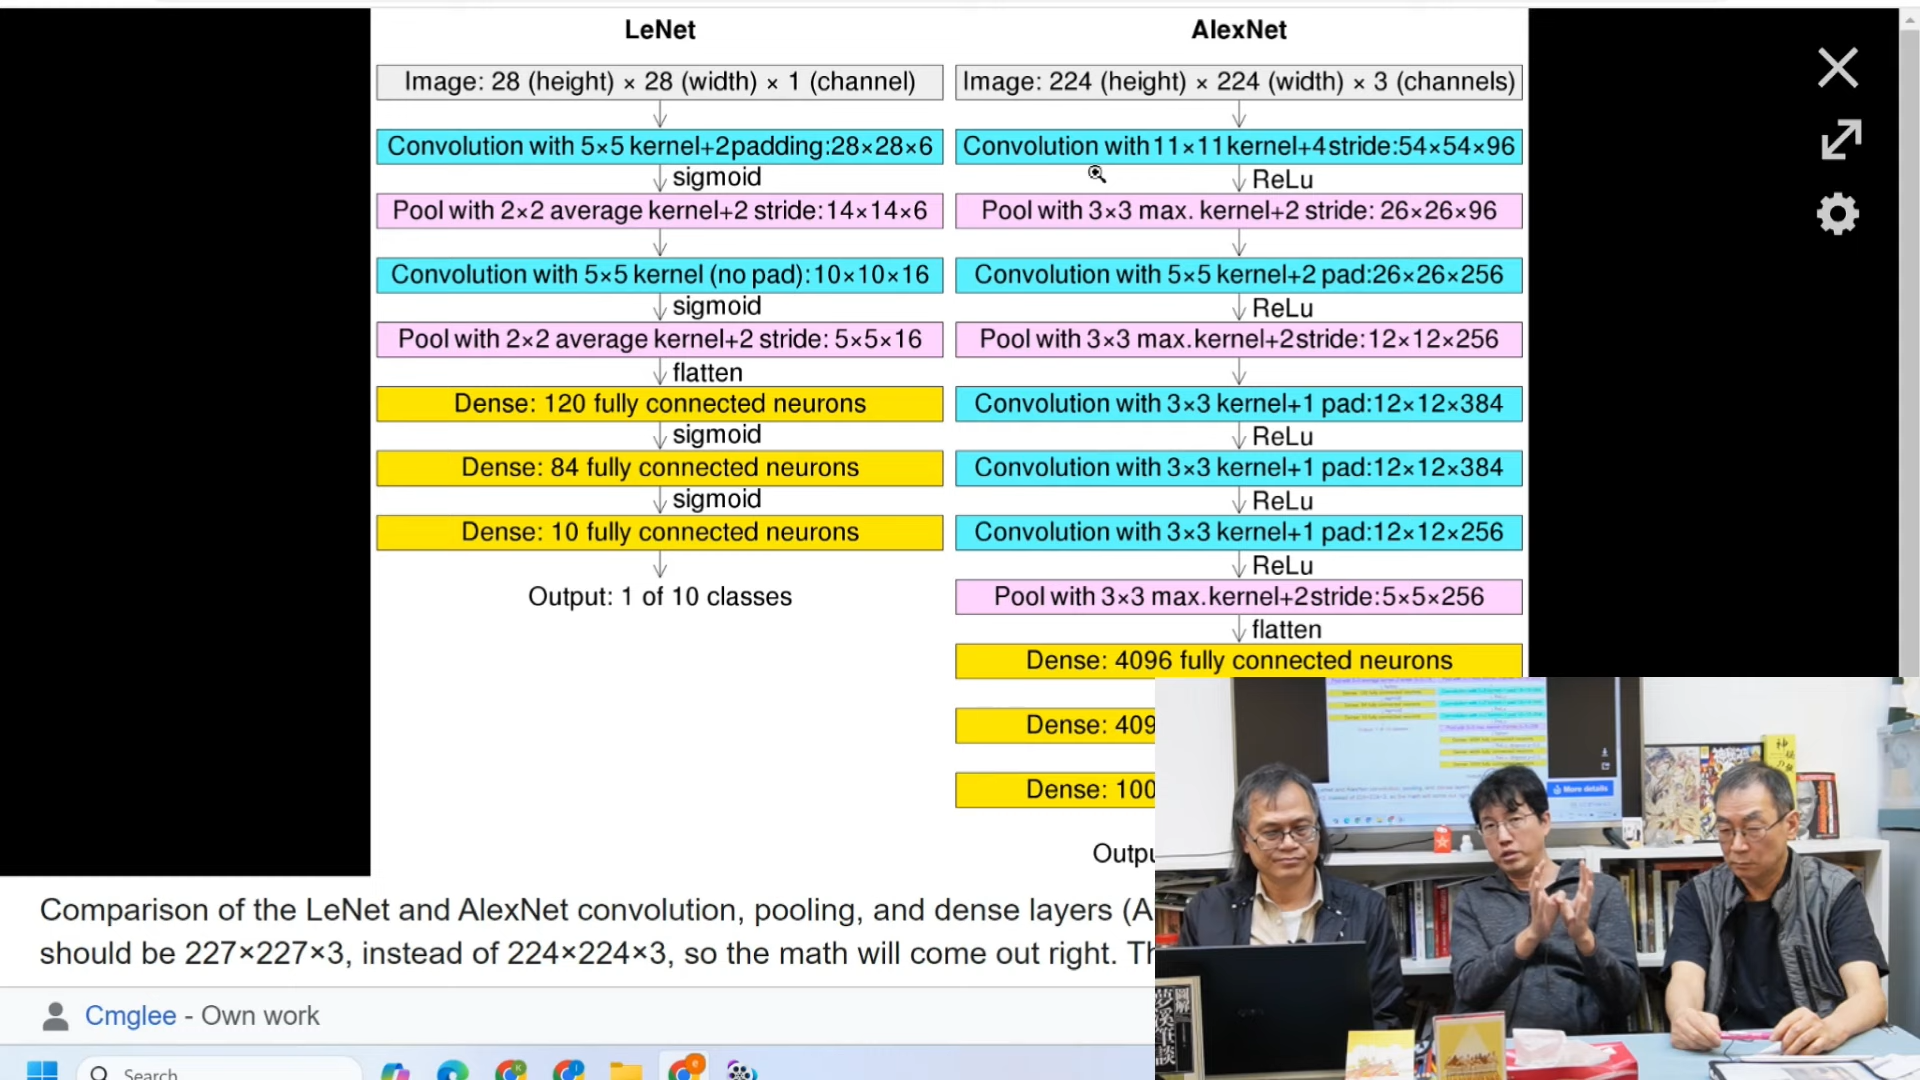 LeNet
Image: 28 (height) × 28 (width) × 1 (channel)
Convolution with 5×5 kernel+2padding:28×28×6
sigmoid
Pool with 2×2 average kernel+2 stride:14×14×6
Convolution with 5×5 kernel (no pad):10×10×16
sigmoid
Pool with 2×2 average kernel+2 stride: 5×5×16
flatten
Dense: 120 fully connected neurons
sigmoid
Dense: 84 fully connected neurons
sigmoid
Dense: 10 fully connected neurons
Output: 1 of 10 classes
AlexNet
Image: 224 (height) × 224 (width) × 3 (channels)
Convolution with 11×11 kernel+4 stride:54×54×96
ReLu
Pool with 3×3 max. kernel+2 stride: 26×26×96
Convolution with 5×5 kernel+2 pad:26×26×256
ReLu
Pool with 3×3 max.kernel+2stride:12×12×256
Convolution with 3×3 kernel+1 pad:12×12×384
ReLu
Convolution with 3×3 kernel+1 pad:12×12×384
ReLu
Convolution with 3×3 kernel+1 pad:12×12×256
ReLu
Pool with 3×3 max.kernel+2stride:5×5×256
flatten
Dense: 4096 fully connected neurons
Dense: 409
Dense: 100
Outpu
Comparison of the LeNet and AlexNet convolution, pooling, and dense layers (A
should be 227×227×3, instead of 224×224×3, so the math will come out right. Th
Cmglee - Own work
Search
More details
圖解
夢溪筆談